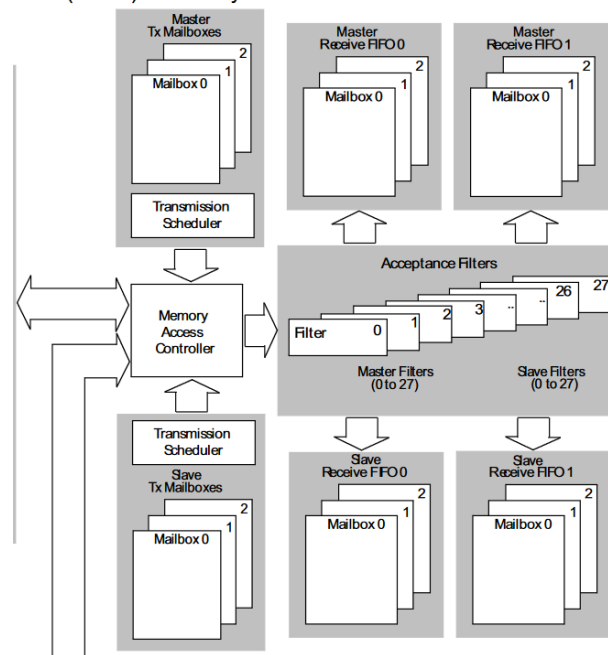 Master
Tx Mailboxes
2
1
Mailbox 0
Transmission
Scheduler
Master
Receive FIFO 0
2
1
Mailbox 0
Master
Receive FIFO 1
2
1
Mailbox 0
Memory
Access
Controller
Acceptance Filters
Filter 0 1 2 3 .. .. 26 27
Master Filters
(0 to 27)
Slave Filters
(0 to 27)
Transmission
Scheduler
Slave
Tx Mailboxes
2
1
Mailbox 0
Slave
Receive FIFO 0
2
1
Mailbox 0
Slave
Receive FIFO 1
2
1
Mailbox 0